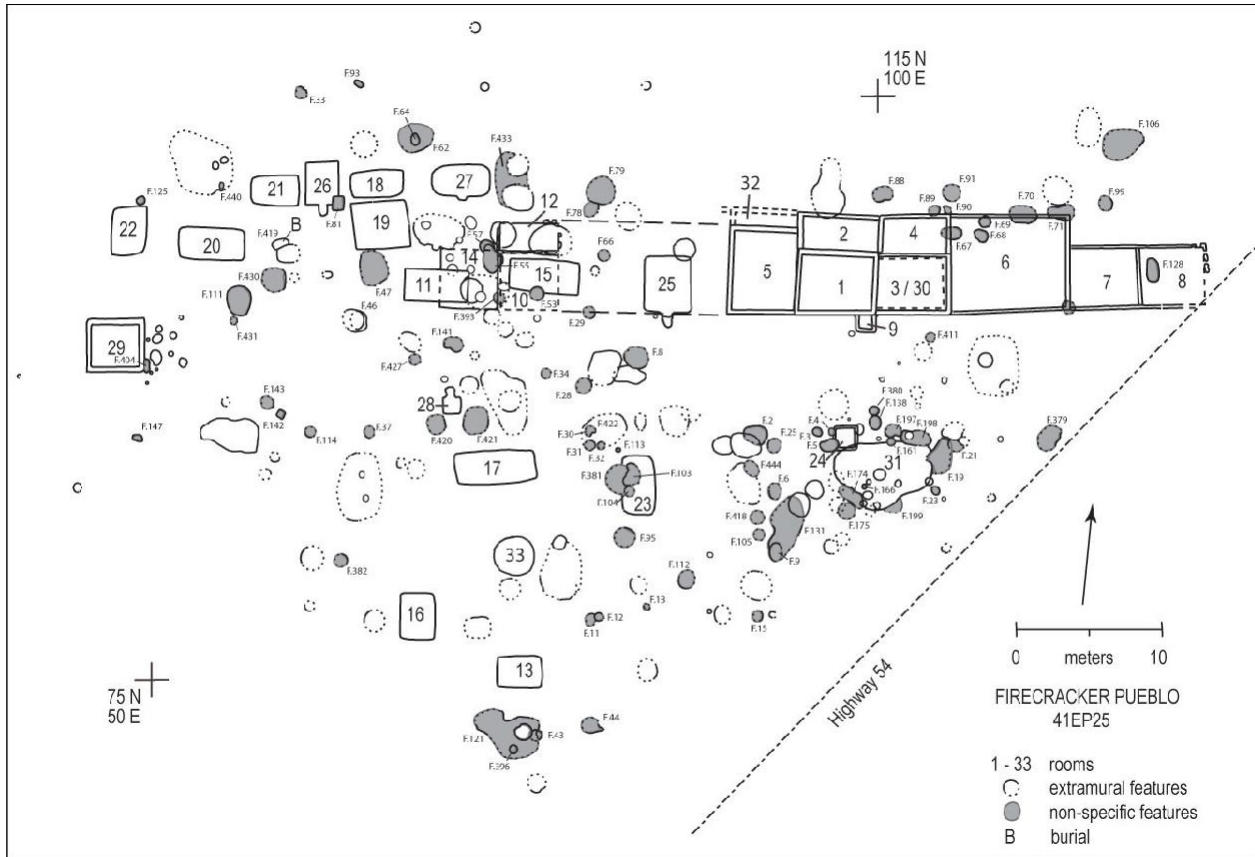 115 N
100 E
F.93
F.33
F.64
F.62
F.433
F.106
F.79
F.125
F.440
21
26
18
27
12
32
F.88
F.91
F.89
F.90
F.70
F.95
F.81
F.78
F.71
22
20
F.419
B
19
F.57
14
F.66
2
4
F.69
F.67
F.68
F.430
F.47
11
F.55
15
25
5
1
3 / 30
6
7
F.128
8
F.111
F.46
10
F.53
F.393
F.29
9
F.431
29
F.404
F.141
F.427
F.8
F.411
F.34
F.28
F.143
F.142
28
F.380
F.138
F.147
F.114
F.37
F.420
F.421
F.30
F.422
F.31
F.32
F.113
F.2
F.25
F.4
F.3
F.5
F.197
F.198
F.379
24
F.161
31
F.21
17
F.381
F.103
F.444
F.174
F.166
F.19
F.104
23
F.6
F.23
F.418
F.131
F.175
F.199
F.95
F.105
33
F.9
F.382
F.112
16
F.13
F.12
F.11
F.15
13
75 N
50 E
F.121
F.43
F.44
F.396
Highway 54
0 meters 10
FIRECRACKER PUEBLO
41EP25
1 - 33 rooms
extramural features
non-specific features
B burial